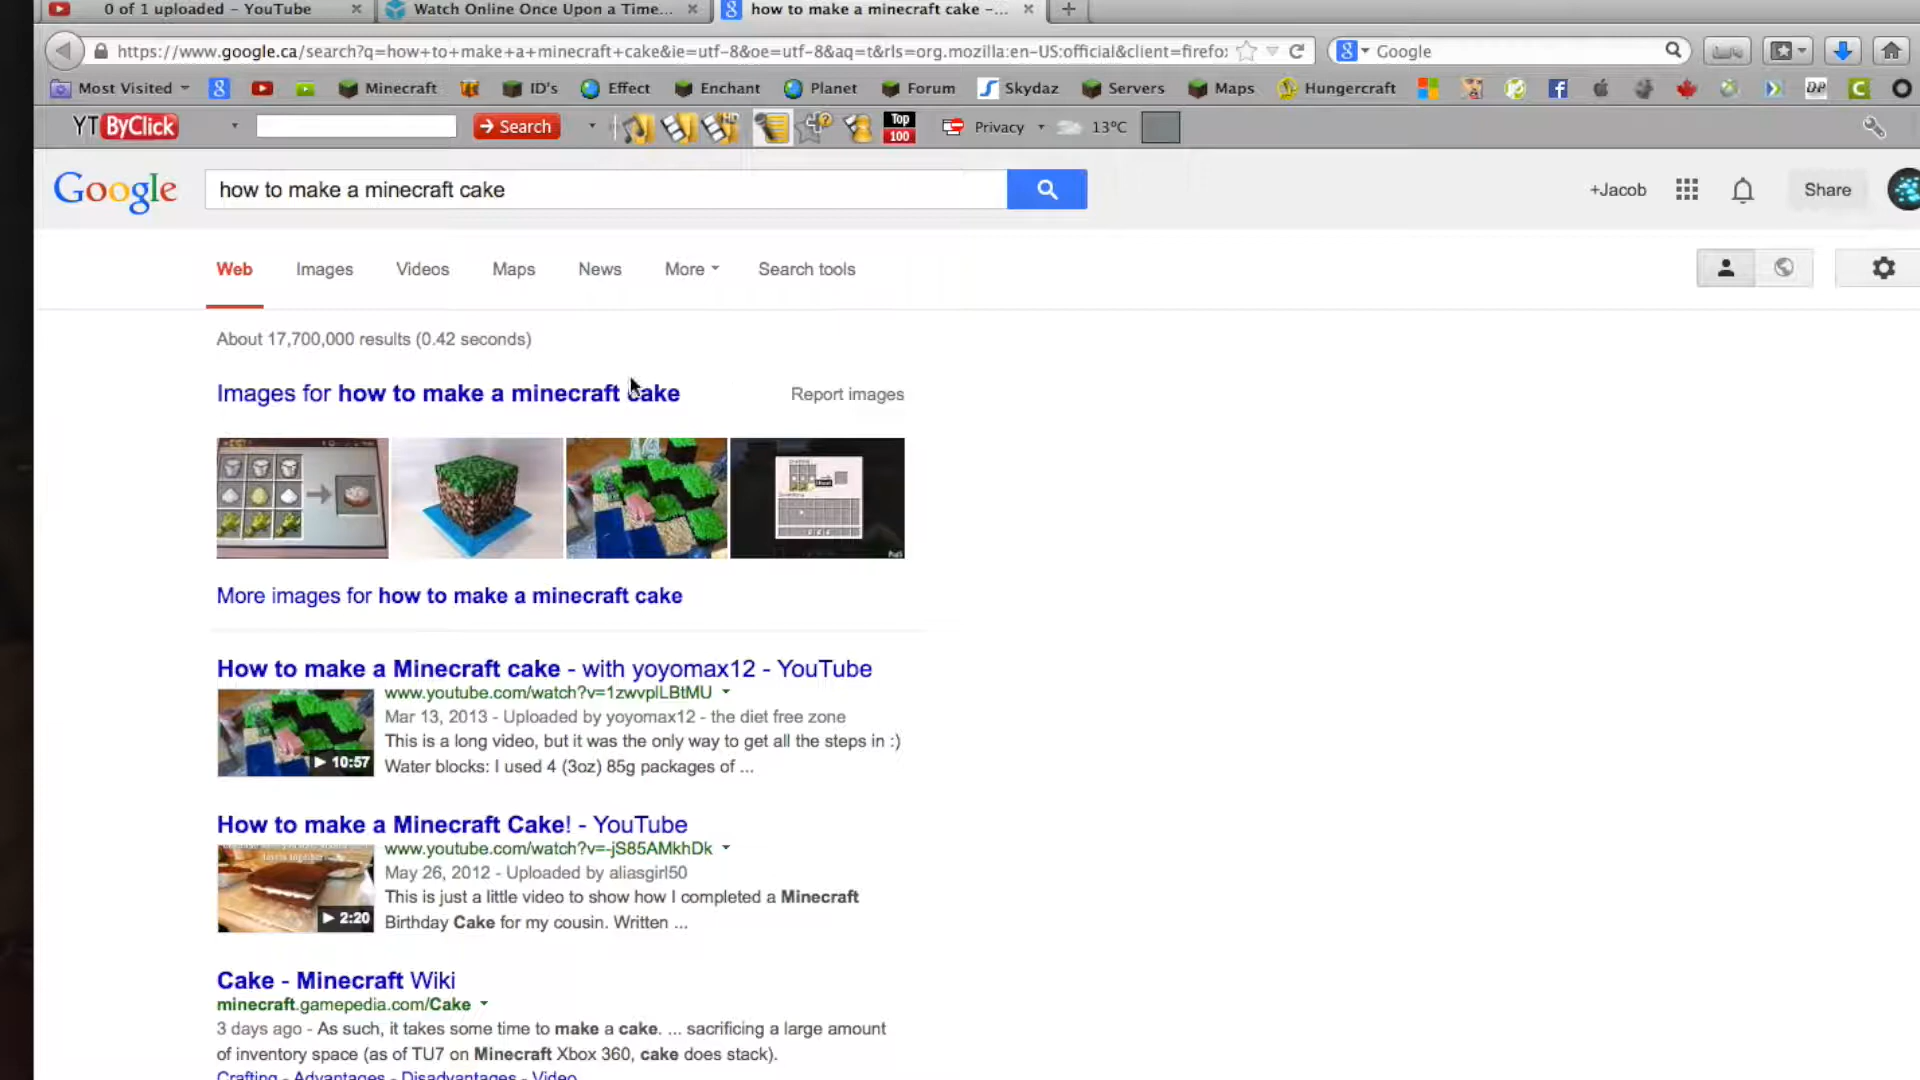 0 of 1 uploaded - YouTube
Watch Online Once Upon a Time...
how to make a minecraft cake -...
https://www.google.ca/search?q=how+to+make+a+minecraft+cake&ie=utf-8&oe=utf-8&aq=t&rls=org.mozilla:en-US:official&client=firefo
Google
Most Visited
Minecraft
ID's
Effect
Enchant
Planet
Forum
Skydaz
Servers
Maps
Hungercraft
YT ByClick
Search
Top 100
Privacy
13°C
Google
how to make a minecraft cake
+Jacob
Share
Web Images Videos Maps News More Search tools
About 17,700,000 results (0.42 seconds)
Images for how to make a minecraft cake
Report images
More images for how to make a minecraft cake
How to make a Minecraft cake - with yoyomax12 - YouTube
www.youtube.com/watch?v=1zwvplLBtMU
Mar 13, 2013 - Uploaded by yoyomax12 - the diet free zone
This is a long video, but it was the only way to get all the steps in :)
Water blocks: I used 4 (3oz) 85g packages of ...
10:57
How to make a Minecraft Cake! - YouTube
www.youtube.com/watch?v=-jS85AMkhDk
May 26, 2012 - Uploaded by aliasgirl50
This is just a little video to show how I completed a Minecraft
Birthday Cake for my cousin. Written ...
2:20
Cake - Minecraft Wiki
minecraft.gamepedia.com/Cake
3 days ago - As such, it takes some time to make a cake. ... sacrificing a large amount
of inventory space (as of TU7 on Minecraft Xbox 360, cake does stack).
Crafting - Advantages - Disadvantages - Video